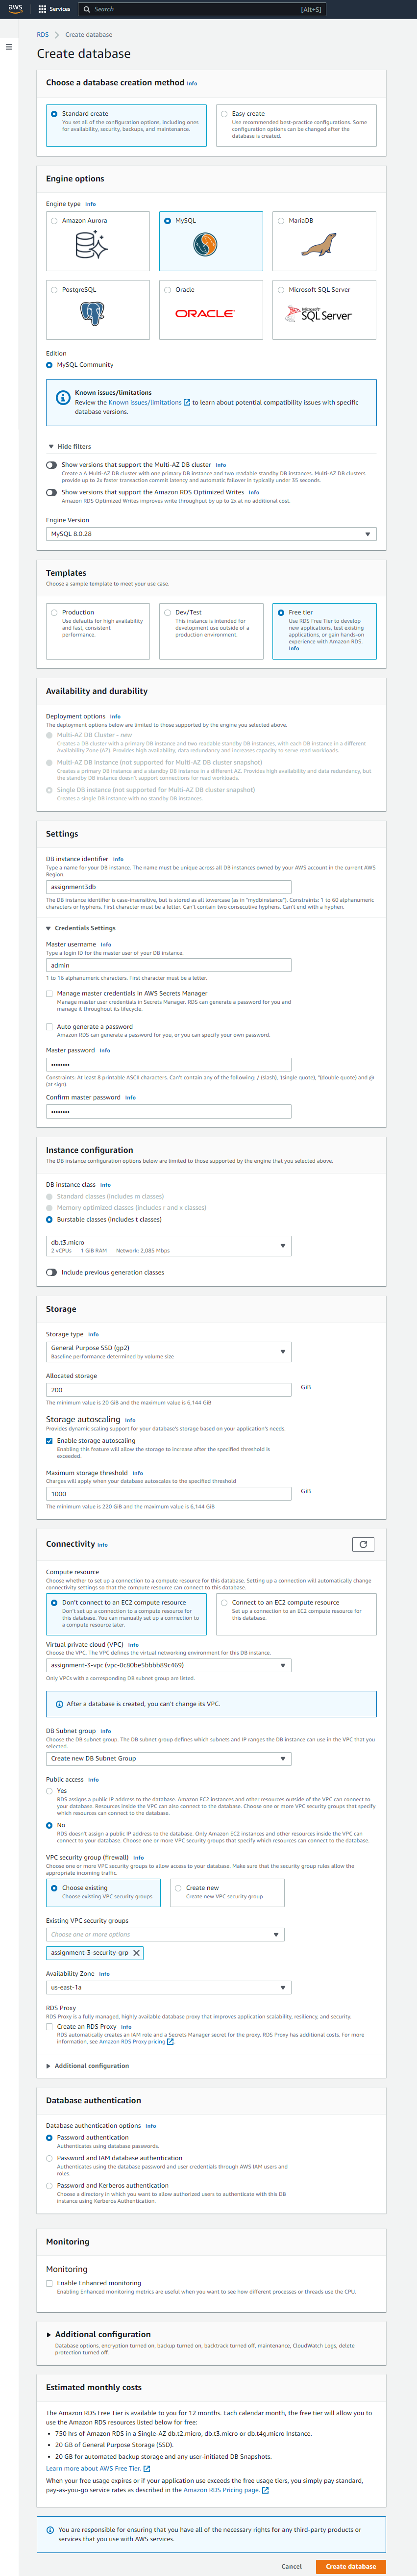 aws
Services
Search
[Alt+S]
RDS > Create database
Create database
Choose a database creation method Info
Standard create
You set all of the configuration options, including ones
for availability, security, backups, and maintenance.
Easy create
Use recommended best-practice configurations. Some
configuration options can be changed after the
database is created.
Engine options
Engine type Info
Amazon Aurora
MySQL
MariaDB
PostgreSQL
Oracle
ORACLE
Microsoft SQL Server
Microsoft
SQL Server
Edition
MySQL Community
Known issues/limitations
Review the Known issues/limitations to learn about potential compatibility issues with specific
database versions.
Hide filters
Show versions that support the Multi-AZ DB cluster Info
Create a A Multi-AZ DB cluster with one primary DB instance and two readable standby DB instances. Multi-AZ DB clusters
provide up to 2x faster transaction commit latency and automatic failover in typically under 35 seconds.
Show versions that support the Amazon RDS Optimized Writes Info
Amazon RDS Optimized Writes improves write throughput by up to 2x at no additional cost.
Engine Version
MySQL 8.0.28
Templates
Choose a sample template to meet your use case.
Production
Use defaults for high availability
and fast, consistent
performance.
Dev/Test
This instance is intended for
development use outside of a
production environment.
Free tier
Use RDS Free Tier to develop
new applications, test existing
applications, or gain hands-on
experience with Amazon RDS.
Info
Availability and durability
Deployment options Info
The deployment options below are limited to those supported by the engine you selected above.
Multi-AZ DB Cluster - new
Creates a DB cluster with a primary DB instance and two readable standby DB instances, with each DB instance in a different
Availability Zone (AZ). Provides high availability, data redundancy and increases capacity to serve read workloads.
Multi-AZ DB instance (not supported for Multi-AZ DB cluster snapshot)
Creates a primary DB instance and a standby DB instance in a different AZ. Provides high availability and data redundancy, but
the standby DB instance doesn't support connections for read workloads.
Single DB instance (not supported for Multi-AZ DB cluster snapshot)
Creates a single DB instance with no standby DB instances.
Settings
DB instance identifier Info
Type a name for your DB instance. The name must be unique across all DB instances owned by your AWS account in the current AWS
Region.
assignment3db
The DB instance identifier is case-insensitive, but is stored as all lowercase (as in "mydbinstance"). Constraints: 1 to 60 alphanumeric
characters or hyphens. First character must be a letter. Can't contain two consecutive hyphens. Can't end with a hyphen.
Credentials Settings
Master username Info
Type a login ID for the master user of your DB instance.
admin
1 to 16 alphanumeric characters. First character must be a letter.
Manage master credentials in AWS Secrets Manager
Manage master user credentials in Secrets Manager. RDS can generate a password for you and
manage it throughout its lifecycle.
Auto generate a password
Amazon RDS can generate a password for you, or you can specify your own password.
Master password Info
••••••••
Constraints: At least 8 printable ASCII characters. Can't contain any of the following: / (slash), '(single quote), "(double quote) and @
(at sign).
Confirm master password Info
••••••••
Instance configuration
The DB instance configuration options below are limited to those supported by the engine that you selected above.
DB instance class Info
Standard classes (includes m classes)
Memory optimized classes (includes r and x classes)
Burstable classes (includes t classes)
db.t3.micro
2 vCPUs 1 GiB RAM Network: 2,085 Mbps
Include previous generation classes
Storage
Storage type Info
General Purpose SSD (gp2)
Baseline performance determined by volume size
Allocated storage
200
GiB
The minimum value is 20 GiB and the maximum value is 6,144 GiB
Storage autoscaling Info
Provides dynamic scaling support for your database's storage based on your application's needs.
Enable storage autoscaling
Enabling this feature will allow the storage to increase after the specified threshold is
exceeded.
Maximum storage threshold Info
Charges will apply when your database autoscales to the specified threshold
1000
GiB
The minimum value is 220 GiB and the maximum value is 6,144 GiB
Connectivity Info
Compute resource
Choose whether to set up a connection to a compute resource for this database. Setting up a connection will automatically change
connectivity settings so that the compute resource can connect to this database.
Don't connect to an EC2 compute resource
Don't set up a connection to a compute resource for
this database. You can manually set up a connection to
a compute resource later.
Connect to an EC2 compute resource
Set up a connection to an EC2 compute resource for
this database.
Virtual private cloud (VPC) Info
Choose the VPC. The VPC defines the virtual networking environment for this DB instance.
assignment-3-vpc (vpc-0c80be5bbbb89c469)
Only VPCs with a corresponding DB subnet group are listed.
After a database is created, you can't change its VPC.
DB Subnet group Info
Choose the DB subnet group. The DB subnet group defines which subnets and IP ranges the DB instance can use in the VPC that you
selected.
Create new DB Subnet Group
Public access Info
Yes
RDS assigns a public IP address to the database. Amazon EC2 instances and other resources outside of the VPC can connect to
your database. Resources inside the VPC can also connect to the database. Choose one or more VPC security groups that specify
which resources can connect to the database.
No
RDS doesn't assign a public IP address to the database. Only Amazon EC2 instances and other resources inside the VPC can
connect to your database. Choose one or more VPC security groups that specify which resources can connect to the database.
VPC security group (firewall) Info
Choose one or more VPC security groups to allow access to your database. Make sure that the security group rules allow the
appropriate incoming traffic.
Choose existing
Choose existing VPC security groups
Create new
Create new VPC security group
Existing VPC security groups
Choose one or more options
assignment-3-security-grp
Availability Zone Info
us-east-1a
RDS Proxy
RDS Proxy is a fully managed, highly available database proxy that improves application scalability, resiliency, and security.
Create an RDS Proxy Info
RDS automatically creates an IAM role and a Secrets Manager secret for the proxy. RDS Proxy has additional costs. For more
information, see Amazon RDS Proxy pricing
Additional configuration
Database authentication
Database authentication options Info
Password authentication
Authenticates using database passwords.
Password and IAM database authentication
Authenticates using the database password and user credentials through AWS IAM users and
roles.
Password and Kerberos authentication
Choose a directory in which you want to allow authorized users to authenticate with this DB
instance using Kerberos Authentication.
Monitoring
Monitoring
Enable Enhanced monitoring
Enabling Enhanced monitoring metrics are useful when you want to see how different processes or threads use the CPU.
Additional configuration
Database options, encryption turned on, backup turned on, backtrack turned off, maintenance, CloudWatch Logs, delete
protection turned off.
Estimated monthly costs
The Amazon RDS Free Tier is available to you for 12 months. Each calendar month, the free tier will allow you to
use the Amazon RDS resources listed below for free:
• 750 hrs of Amazon RDS in a Single-AZ db.t2.micro, db.t3.micro or db.t4g.micro Instance.
• 20 GB of General Purpose Storage (SSD).
• 20 GB for automated backup storage and any user-initiated DB Snapshots.
Learn more about AWS Free Tier.
When your free usage expires or if your application use exceeds the free usage tiers, you simply pay standard,
pay-as-you-go service rates as described in the Amazon RDS Pricing page.
You are responsible for ensuring that you have all of the necessary rights for any third-party products or
services that you use with AWS services.
Cancel
Create database